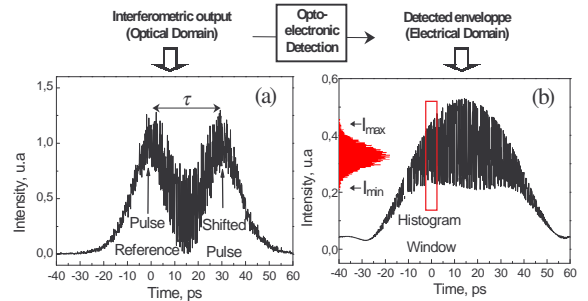 Interferometric output
(Optical Domain)
Opto-
electronic
Detection
Detected enveloppe
(Electrical Domain)
(a)
τ
Intensity, u.a
1,5
1,0
0,5
0,0
Pulse
Reference
Shifted
Pulse
-40 -30 -20 -10 0 10 20 30 40 50 60
Time, ps
(b)
Intensity, u.a
0,6
0,4
0,2
0,0
Imax
Imin
Histogram
Window
-40 -30 -20 -10 0 10 20 30 40 50 60
Time, ps